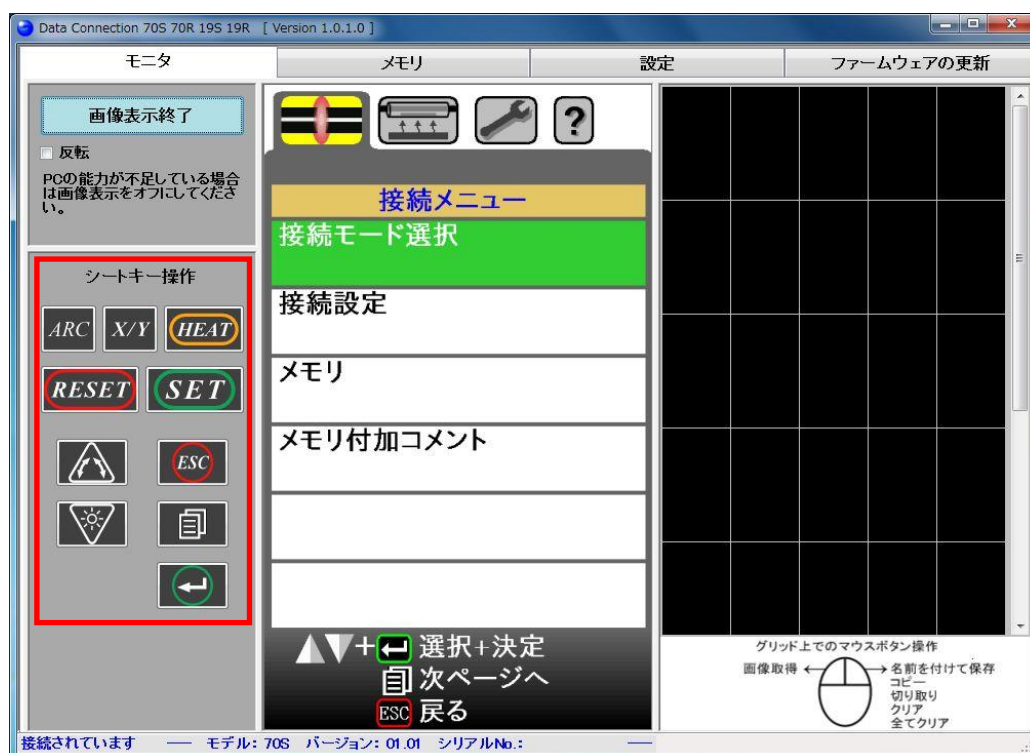 Data Connection 70S 70R 19S 19R [ Version 1.0.1.0 ]
モニタ
メモリ
設定
ファームウェアの更新
画像表示終了
反転
PCの能力が不足している場合
は画像表示をオフにしてくださ
い。
シートキー操作
ARC X/Y HEAT
RESET SET
ESC
?
接続メニュー
接続モード選択
接続設定
メモリ
メモリ付加コメント
+ 選択+決定
次ページへ
ESC 戻る
グリッド上でのマウスボタン操作
画像取得 名前を付けて保存
コピー
切り取り
クリア
全てクリア
接続されています ― モデル: 70S バージョン: 01.01 シリアルNo.: ―